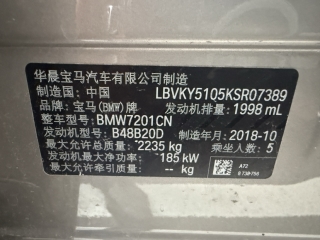 华晨宝马汽车有限公司制造
制造国：中国 LBVKY5105KSR07389
品牌：宝马(BMW)牌 发动机排量：1998 mL
整车型号：BMW7201CN
发动机型号：B48B20D 制造年月：2018-10
最大允许总质量：2235 kg 乘坐人数：5
发动机最大净功率：185 kW
最大允许牵引质量：-- kg
A72